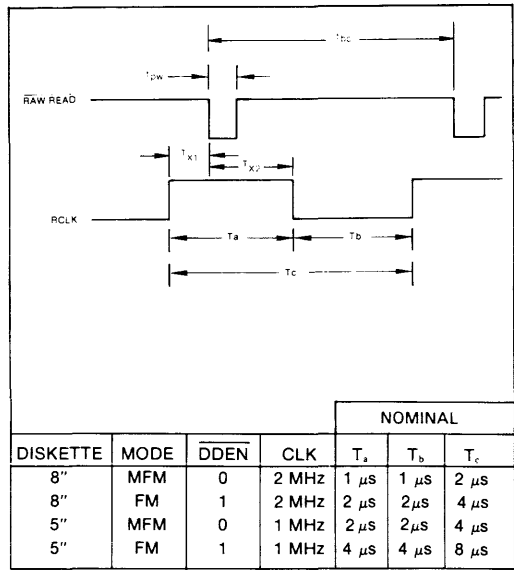 Tbc
Tpw
RAW READ
TX1
TX2
RCLK
Ta
Tb
Tc
NOMINAL
DISKETTE MODE DDEN CLK Ta Tb Tc
8" MFM 0 2 MHz 1 μs 1 μs 2 μs
8" FM 1 2 MHz 2 μs 2μs 4 μs
5" MFM 0 1 MHz 2μs 2μs 4 μs
5" FM 1 1 MHz 4 μs 4 μs 8 μs